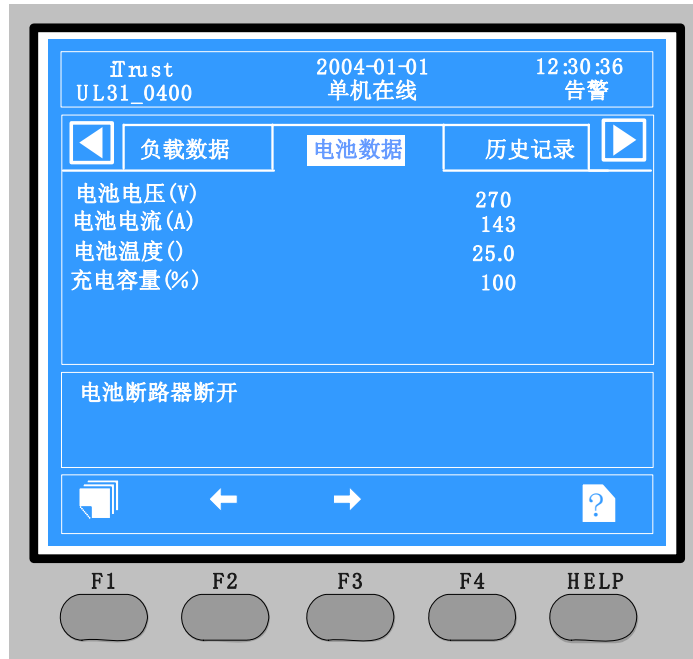 iTrust 2004-01-01 12:30:36
UL31_0400 单机在线 告警
负载数据 电池数据 历史记录
电池电压(V) 270
电池电流(A) 143
电池温度() 25.0
充电容量(%) 100
电池断路器断开
?
F1 F2 F3 F4 HELP